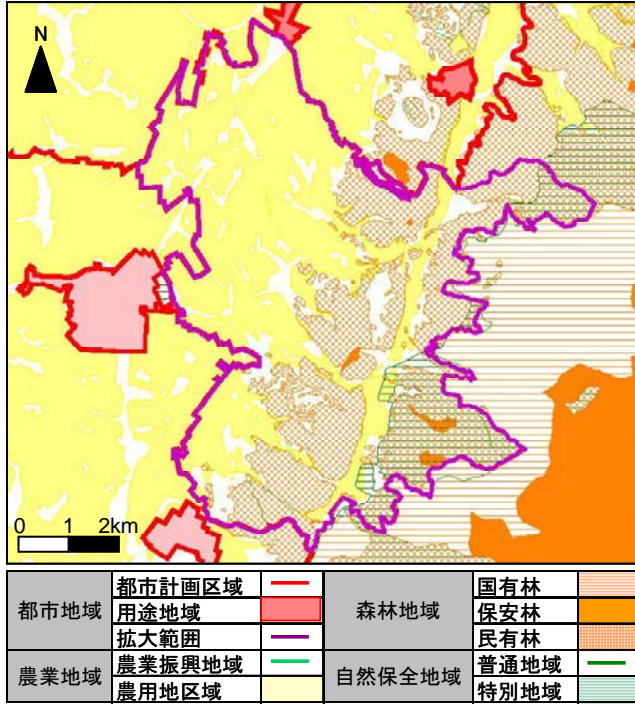 N
0 1 2km
都市地域 都市計画区域 森林地域 国有林
用途地域 保安林
拡大範囲 民有林
農業地域 農業振興地域 自然保全地域 普通地域
農用地区域 特別地域